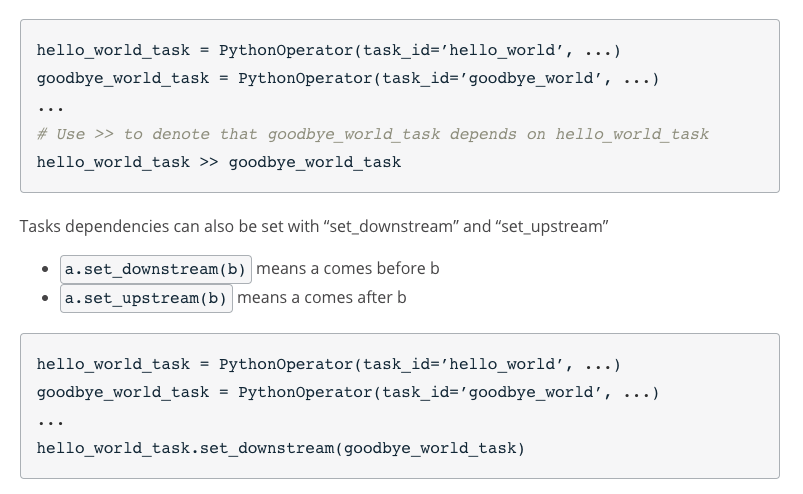 hello_world_task = PythonOperator(task_id=’hello_world’, ...)
goodbye_world_task = PythonOperator(task_id=’goodbye_world’, ...)
...
# Use >> to denote that goodbye_world_task depends on hello_world_task
hello_world_task >> goodbye_world_task
Tasks dependencies can also be set with “set_downstream” and “set_upstream”
• a.set_downstream(b) means a comes before b
• a.set_upstream(b) means a comes after b
hello_world_task = PythonOperator(task_id=’hello_world’, ...)
goodbye_world_task = PythonOperator(task_id=’goodbye_world’, ...)
...
hello_world_task.set_downstream(goodbye_world_task)